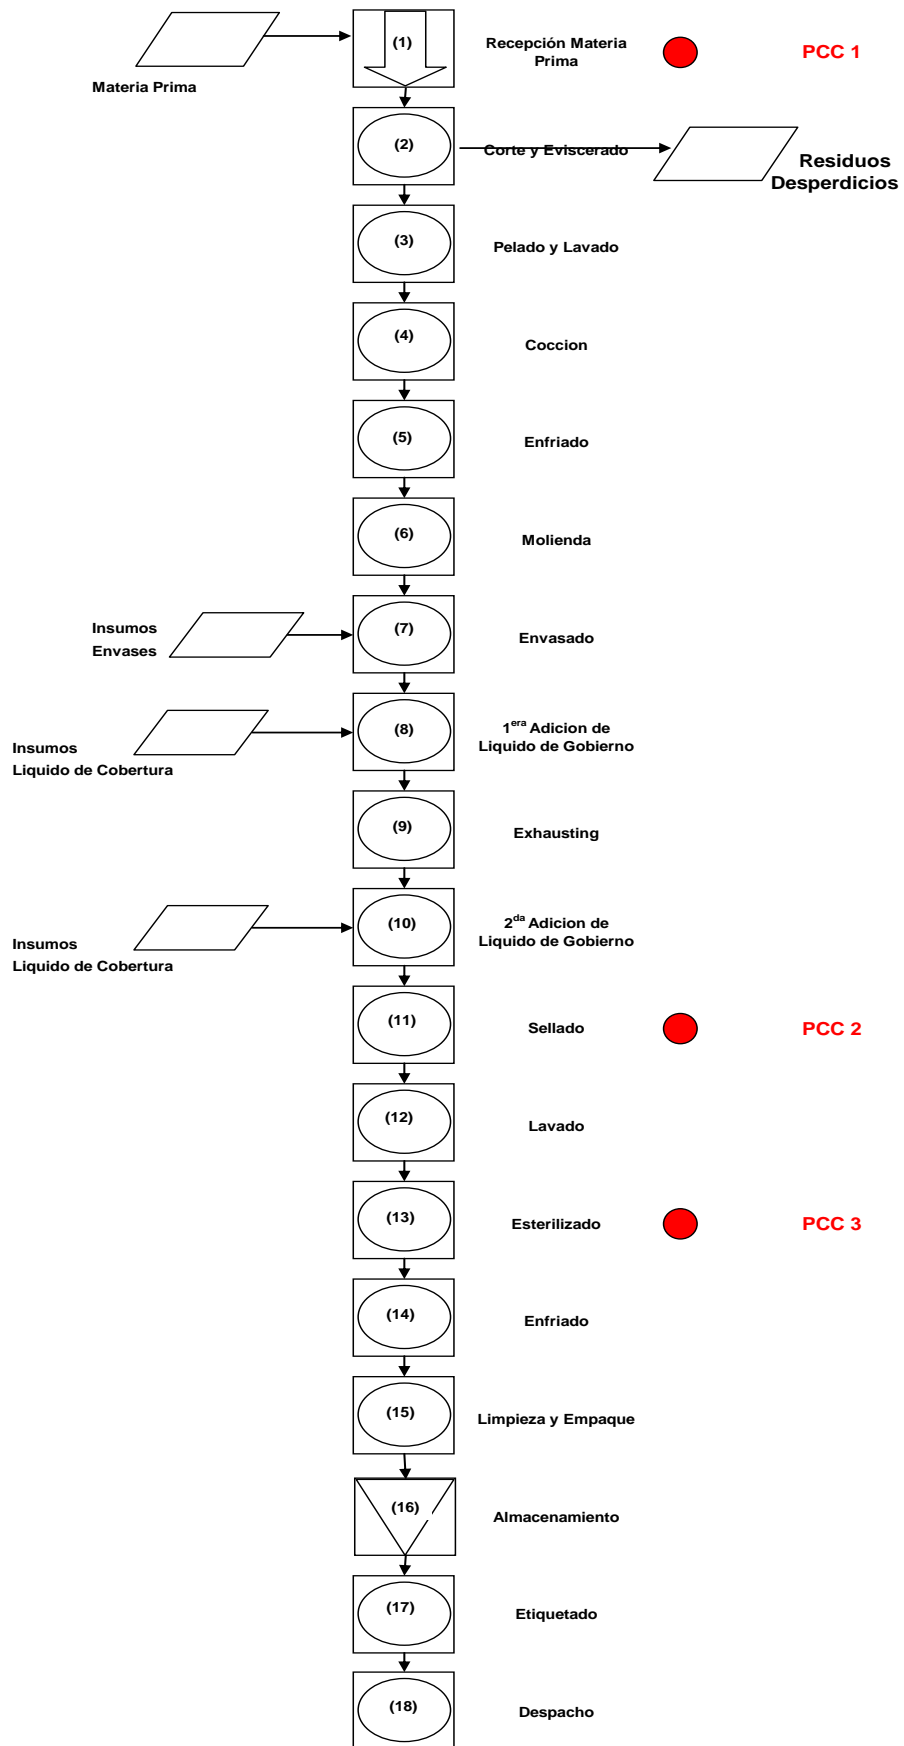 (1)
Recepción Materia
Prima
PCC 1
Materia Prima
(2)
Corte y Eviscerado
Residuos
Desperdicios
(3)
Pelado y Lavado
(4)
Coccion
(5)
Enfriado
(6)
Molienda
Insumos
Envases
(7)
Envasado
Insumos
Liquido de Cobertura
(8)
1era Adicion de
Liquido de Gobierno
(9)
Exhausting
Insumos
Liquido de Cobertura
(10)
2da Adicion de
Liquido de Gobierno
(11)
Sellado
PCC 2
(12)
Lavado
(13)
Esterilizado
PCC 3
(14)
Enfriado
(15)
Limpieza y Empaque
(16)
Almacenamiento
(17)
Etiquetado
(18)
Despacho